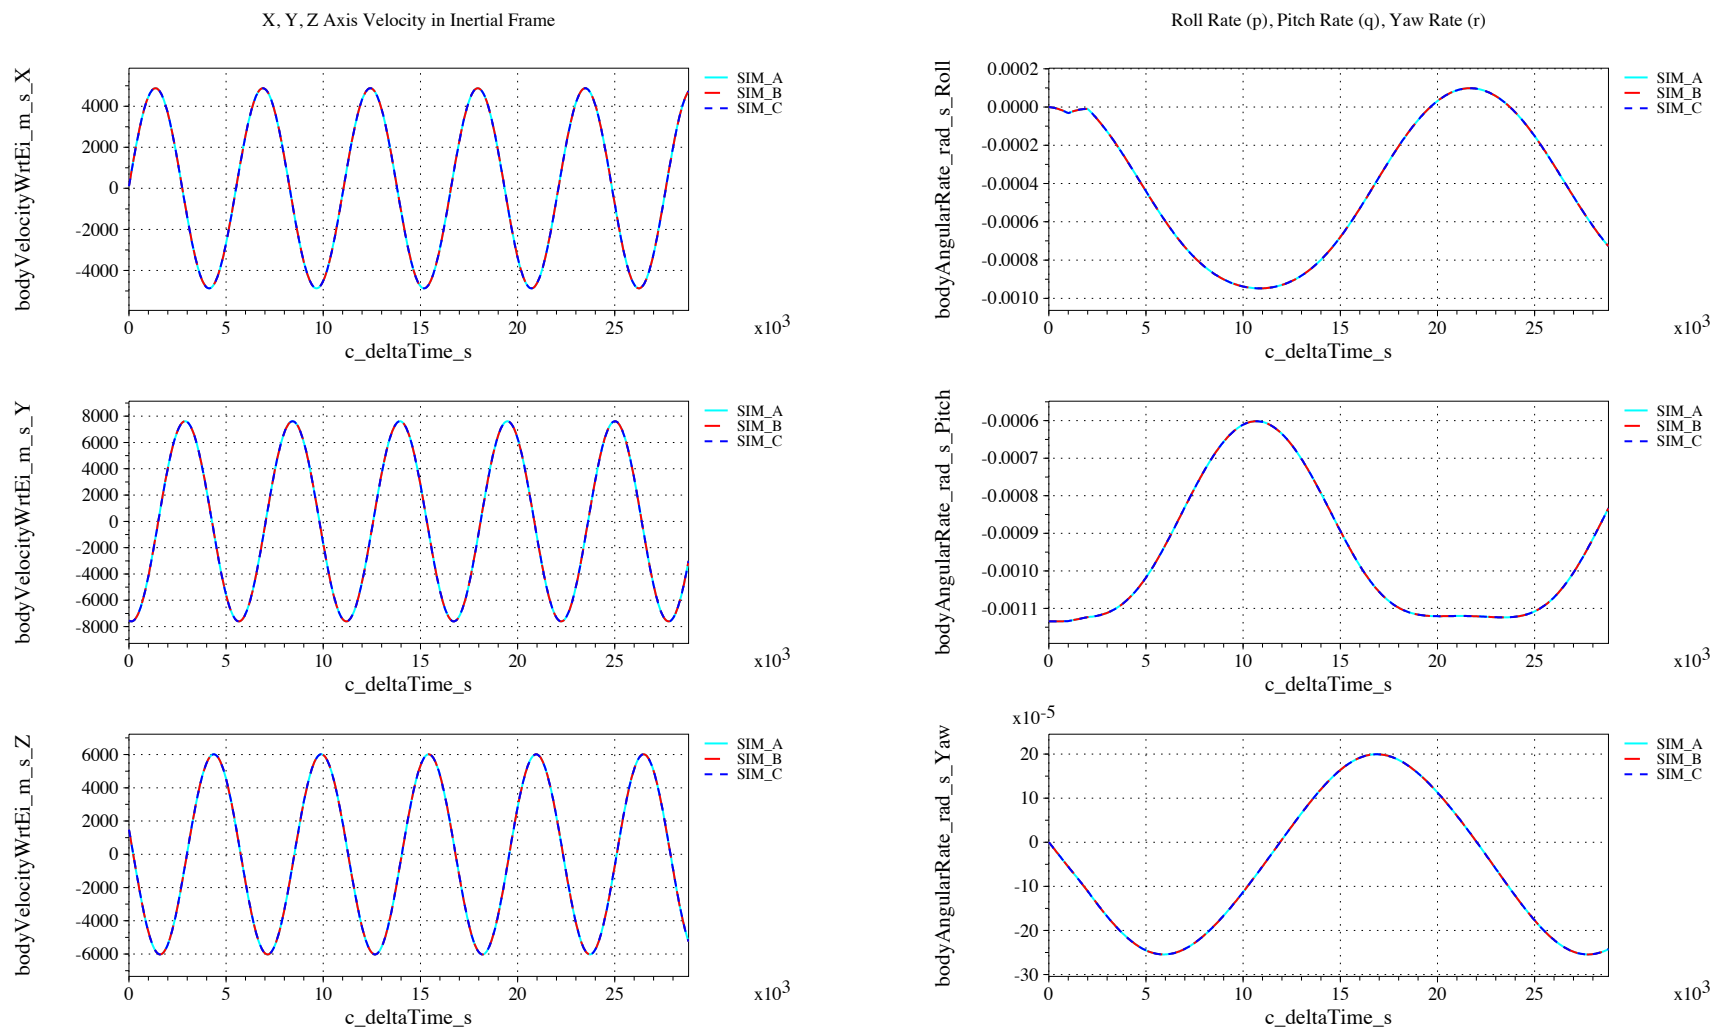 X, Y, Z Axis Velocity in Inertial Frame
bodyVelocityWrtEi_m_s_X
4000
2000
0
-2000
-4000
0 5 10 15 20 25 x10^3
c_deltaTime_s
SIM_A
SIM_B
SIM_C
bodyVelocityWrtEi_m_s_Y
8000
6000
4000
2000
0
-2000
-4000
-6000
-8000
0 5 10 15 20 25 x10^3
c_deltaTime_s
SIM_A
SIM_B
SIM_C
bodyVelocityWrtEi_m_s_Z
6000
4000
2000
0
-2000
-4000
-6000
0 5 10 15 20 25 x10^3
c_deltaTime_s
SIM_A
SIM_B
SIM_C
Roll Rate (p), Pitch Rate (q), Yaw Rate (r)
bodyAngularRate_rad_s_Roll
0.0002
0.0000
-0.0002
-0.0004
-0.0006
-0.0008
-0.0010
0 5 10 15 20 25 x10^3
c_deltaTime_s
SIM_A
SIM_B
SIM_C
bodyAngularRate_rad_s_Pitch
-0.0006
-0.0007
-0.0008
-0.0009
-0.0010
-0.0011
0 5 10 15 20 25 x10^3
c_deltaTime_s
SIM_A
SIM_B
SIM_C
bodyAngularRate_rad_s_Yaw
x10^-5
20
10
0
-10
-20
-30
0 5 10 15 20 25 x10^3
c_deltaTime_s
SIM_A
SIM_B
SIM_C